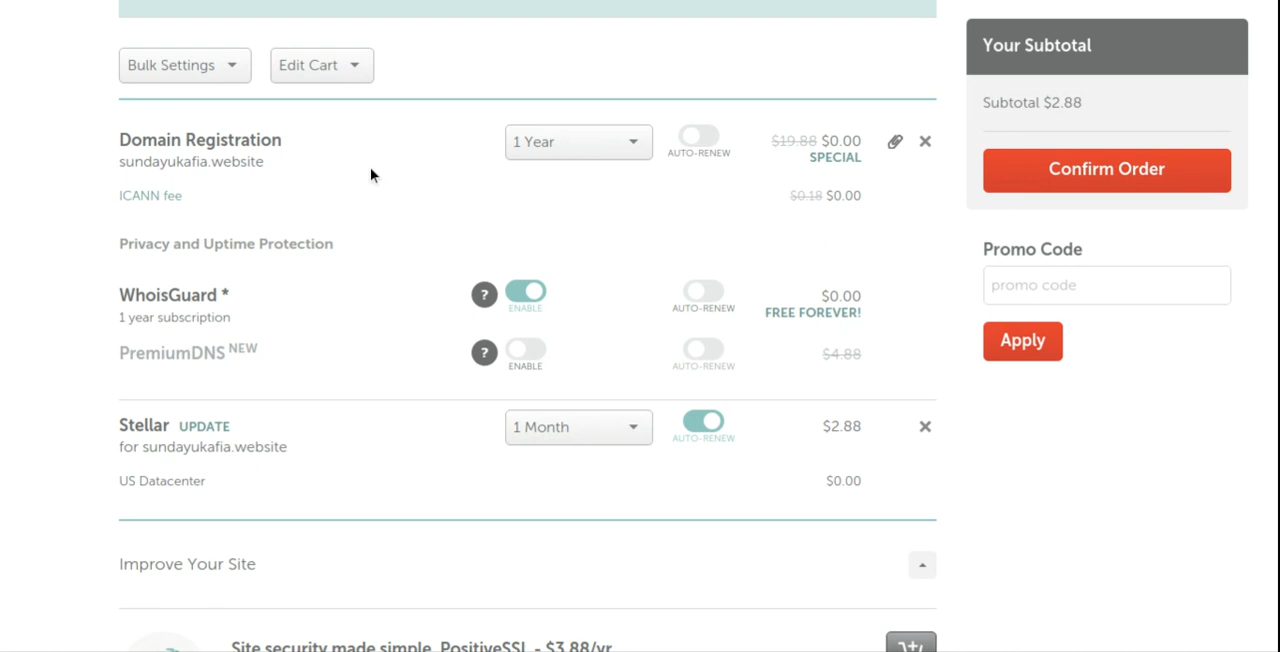 Bulk Settings
Edit Cart
Your Subtotal
Subtotal $2.88
Confirm Order
Promo Code
promo code
Apply
Domain Registration
sundayukafia.website
1 Year
AUTO-RENEW
$19.88 $0.00
SPECIAL
ICANN fee
$0.18 $0.00
Privacy and Uptime Protection
WhoisGuard *
1 year subscription
?
ENABLE
AUTO-RENEW
$0.00
FREE FOREVER!
PremiumDNS NEW
?
ENABLE
AUTO-RENEW
$4.88
Stellar UPDATE
for sundayukafia.website
1 Month
AUTO-RENEW
$2.88
US Datacenter
$0.00
Improve Your Site
Site security made simple. PositiveSSL - $3.88/yr